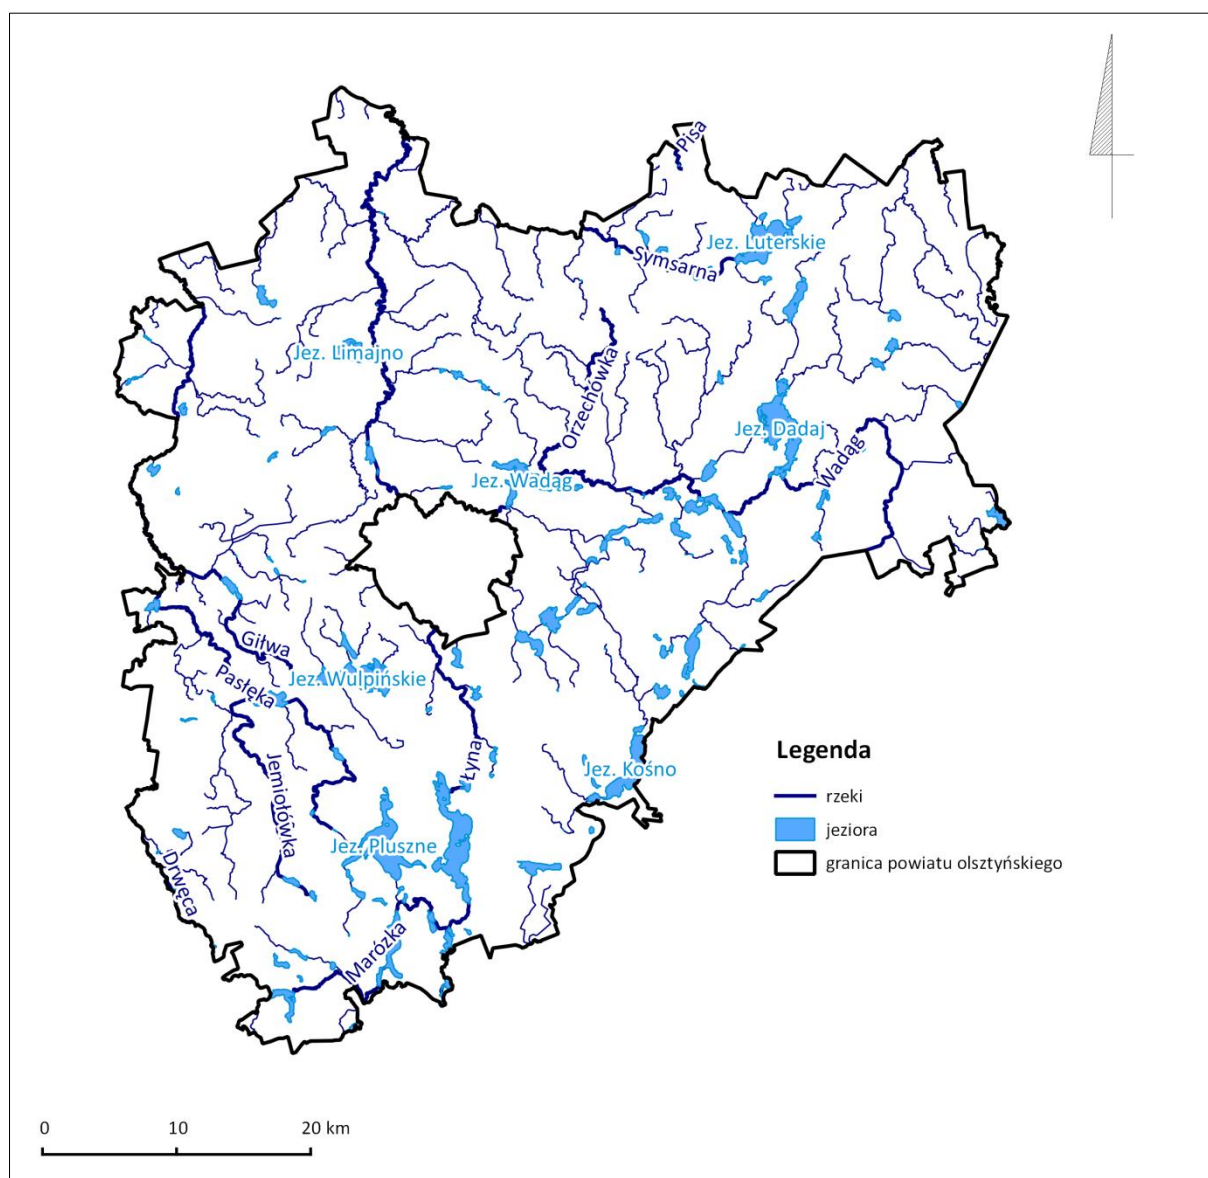 Pisa
Jez. Luterskie
Symsarna
Jez. Limajno
Orzechówka
Jez. Dadaj
Wadąg
Jez. Wadąg
Giłwa
Jez. Wulpińskie
Pasłęka
Łyna
Jemiołówka
Jez. Kośno
Jez. Pluszne
Drwęca
Marózka
Legenda
rzeki
jeziora
granica powiatu olsztyńskiego
0 10 20 km